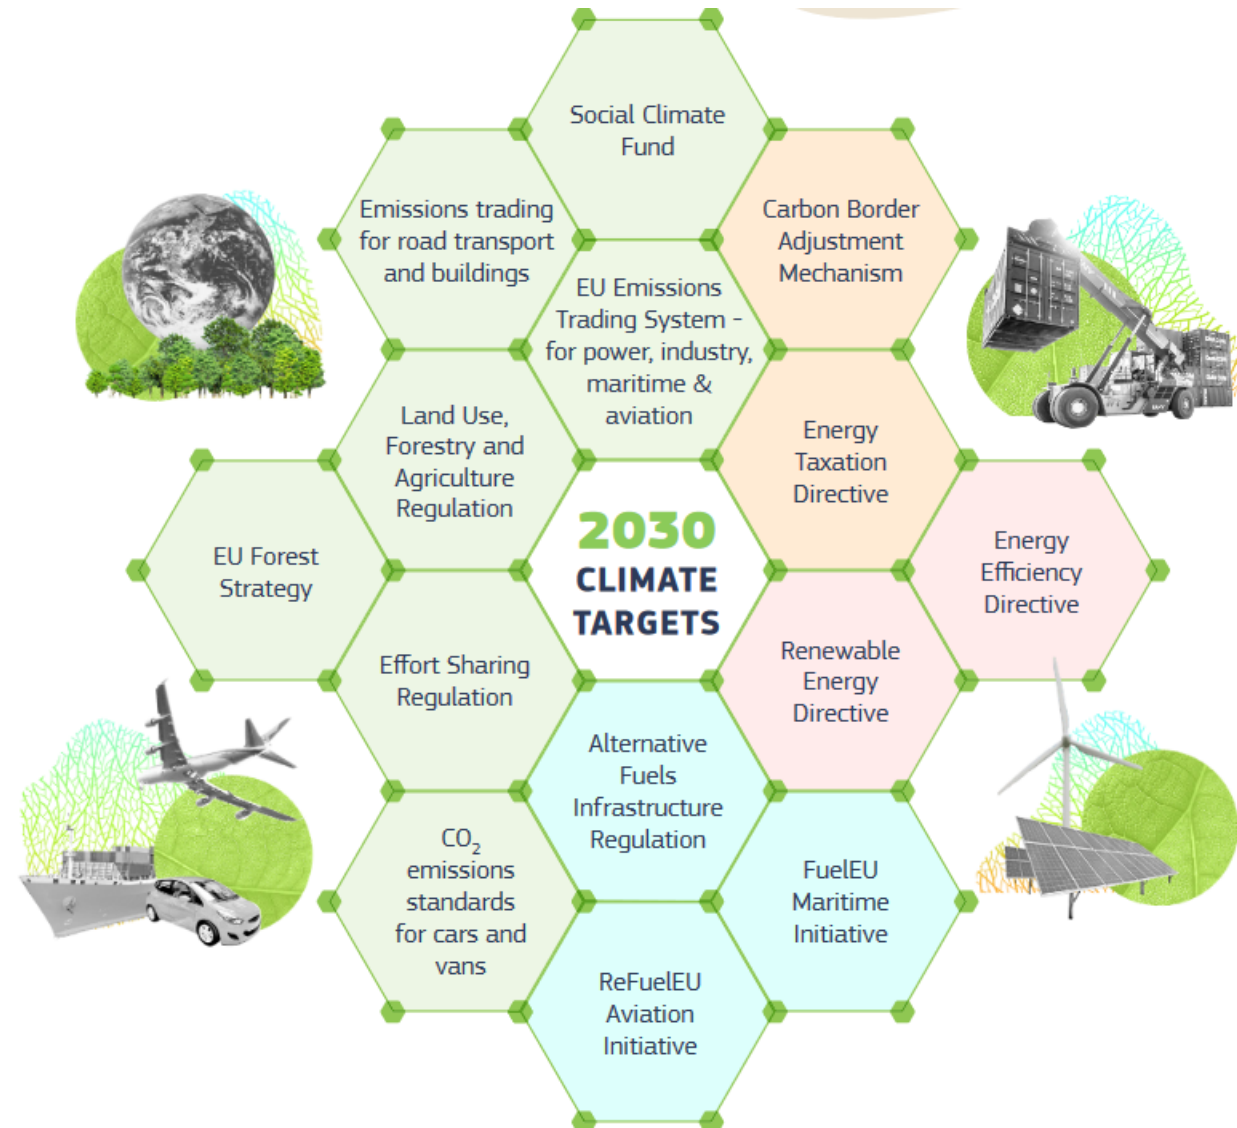 Social Climate
Fund
Emissions trading
for road transport
and buildings
Carbon Border
Adjustment
Mechanism
EU Emissions
Trading System -
for power, industry,
maritime &
aviation
Land Use,
Forestry and
Agriculture
Regulation
Energy
Taxation
Directive
EU Forest
Strategy
2030
CLIMATE
TARGETS
Energy
Efficiency
Directive
Effort Sharing
Regulation
Renewable
Energy
Directive
Alternative
Fuels
Infrastructure
Regulation
CO₂
emissions
standards
for cars and
vans
FuelEU
Maritime
Initiative
ReFuelEU
Aviation
Initiative